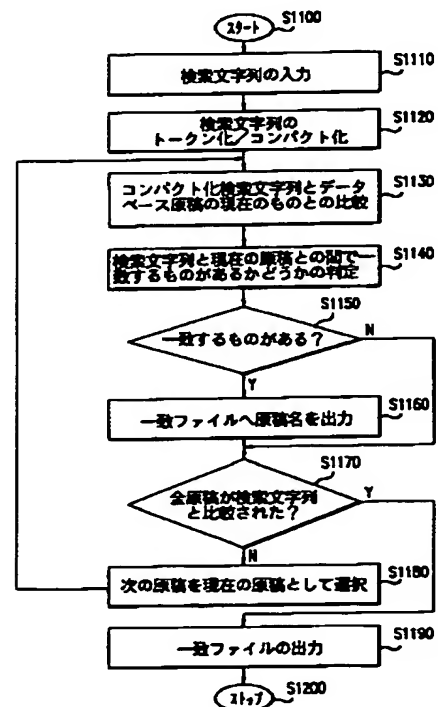 S1100
スタート
S1110
検索文字列の入力
S1120
検索文字列の
トークン化/コンパクト化
S1130
コンパクト化検索文字列とデータ
ベース原稿の現在のものとの比較
S1140
検索文字列と現在の原稿との間で一
致するものがあるかどうかの判定
S1150
一致するものがある?
N
Y
S1160
一致ファイルへ原稿名を出力
S1170
全原稿が検索文字列
と比較された?
Y
N
S1180
次の原稿を現在の原稿として選択
S1190
一致ファイルの出力
S1200
ストップ